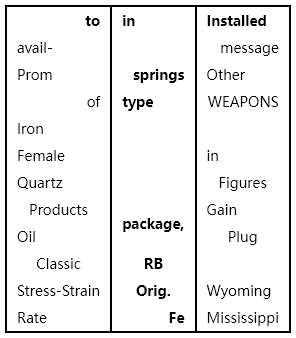 to
avail-
Prom
of
Iron
Female
Quartz
Products
Oil
Classic
Stress-Strain
Rate
in
springs
type
package,
RB
Orig.
Fe
Installed
message
Other
WEAPONS
in
Figures
Gain
Plug
Wyoming
Mississippi